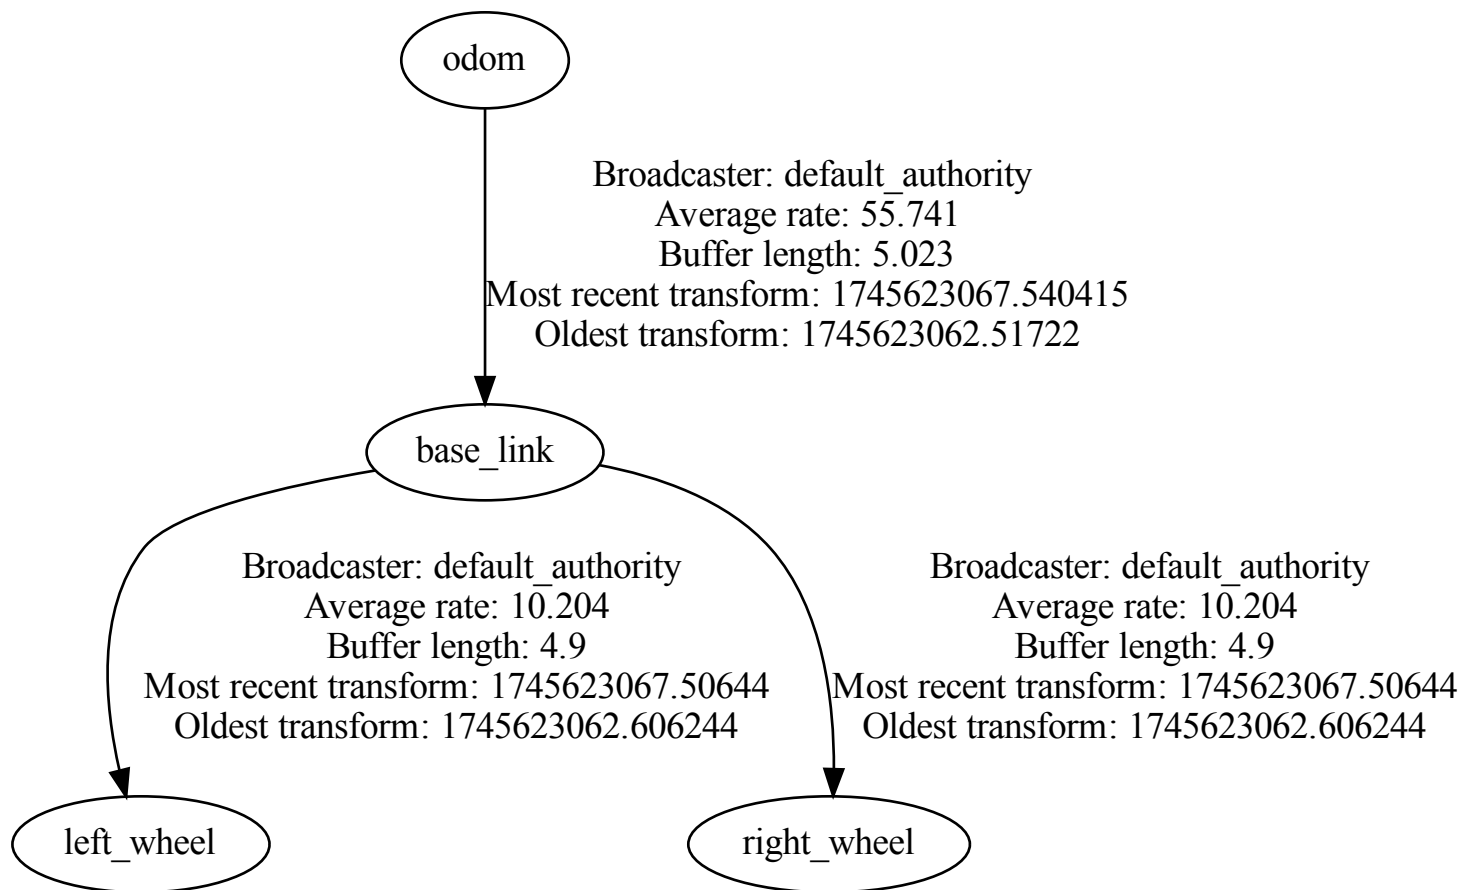 odom
Broadcaster: default_authority
Average rate: 55.741
Buffer length: 5.023
Most recent transform: 1745623067.540415
Oldest transform: 1745623062.51722
base_link
Broadcaster: default_authority
Average rate: 10.204
Buffer length: 4.9
Most recent transform: 1745623067.50644
Oldest transform: 1745623062.606244
Broadcaster: default_authority
Average rate: 10.204
Buffer length: 4.9
Most recent transform: 1745623067.50644
Oldest transform: 1745623062.606244
left_wheel
right_wheel